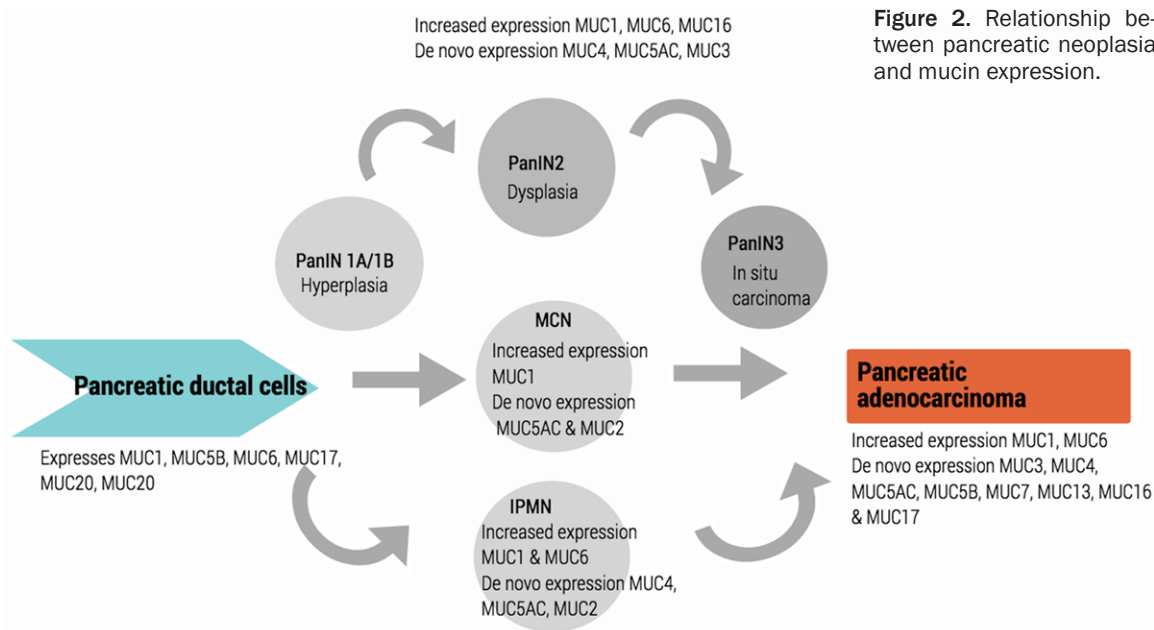 Increased expression MUC1, MUC6, MUC16
De novo expression MUC4, MUC5AC, MUC3
Figure 2. Relationship be-
tween pancreatic neoplasia
and mucin expression.
PanIN2
Dysplasia
PanIN 1A/1B
Hyperplasia
PanIN3
In situ
carcinoma
MCN
Increased expression
MUC1
De novo expression
MUC5AC & MUC2
Pancreatic ductal cells
Expresses MUC1, MUC5B, MUC6, MUC17,
MUC20, MUC20
Pancreatic
adenocarcinoma
Increased expression MUC1, MUC6
De novo expression MUC3, MUC4,
MUC5AC, MUC5B, MUC7, MUC13, MUC16
& MUC17
IPMN
Increased expression
MUC1 & MUC6
De novo expression MUC4,
MUC5AC, MUC2